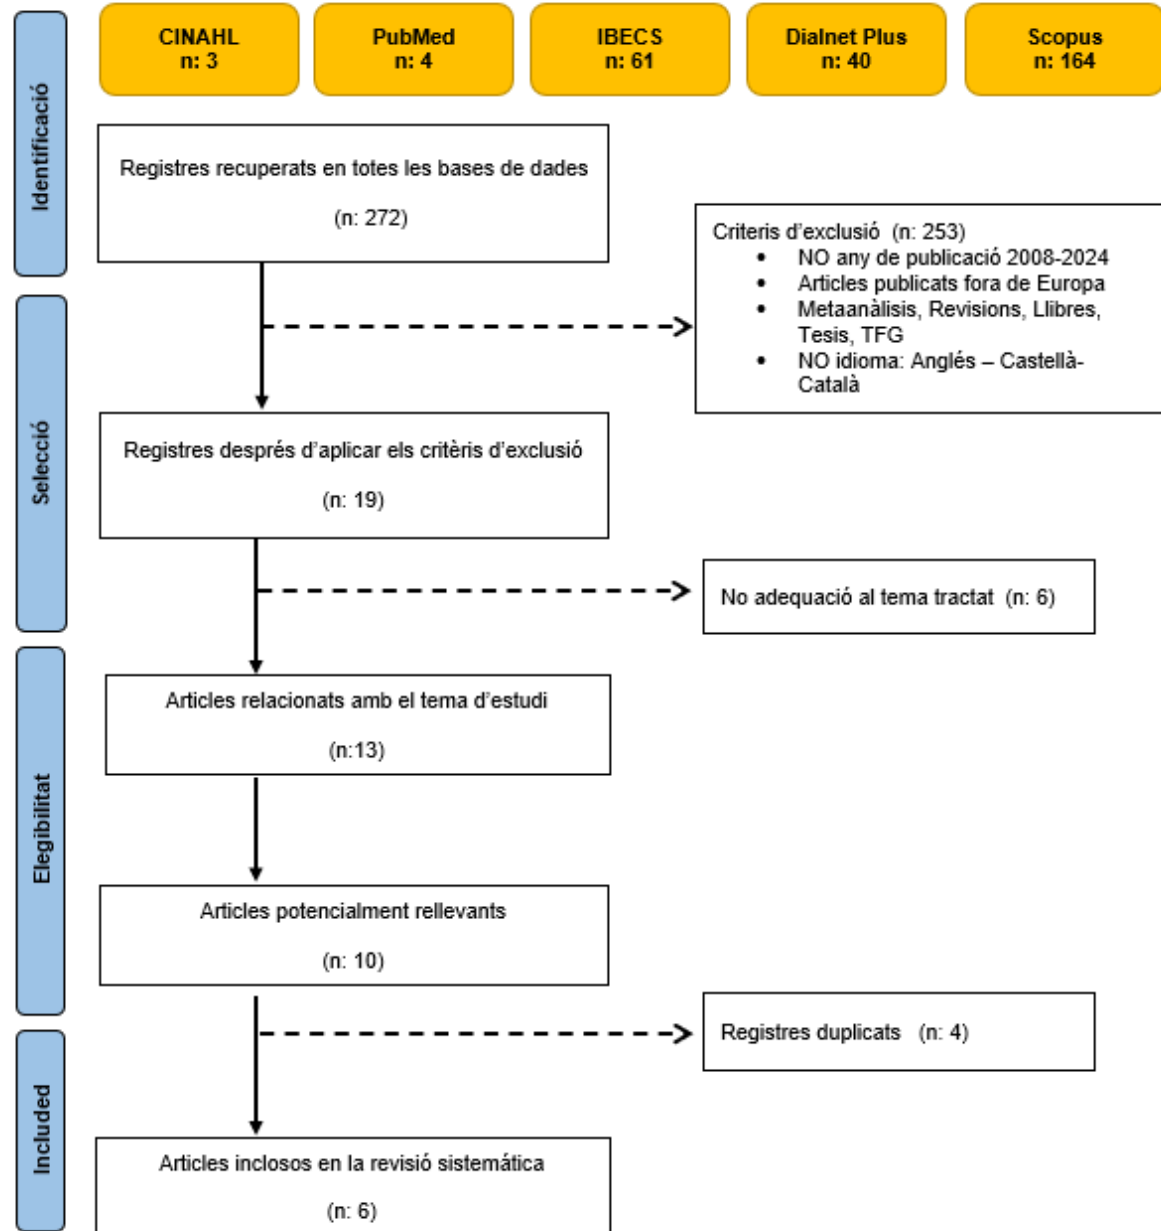 Identificació
CINAHL
n: 3
PubMed
n: 4
IBECS
n: 61
Dialnet Plus
n: 40
Scopus
n: 164
Registres recuperats en totes les bases de dades
(n: 272)
Criteris d'exclusió (n: 253)
• NO any de publicació 2008-2024
• Articles publicats fora de Europa
• Metaanàlisis, Revisions, Llibres,
Tesis, TFG
• NO idioma: Anglés – Castellà-
Català
Selecció
Registres després d'aplicar els critèris d'exclusió
(n: 19)
No adequació al tema tractat (n: 6)
Elegibilitat
Articles relacionats amb el tema d'estudi
(n:13)
Articles potencialment rellevants
(n: 10)
Registres duplicats (n: 4)
Included
Articles inclosos en la revisió sistemática
(n: 6)